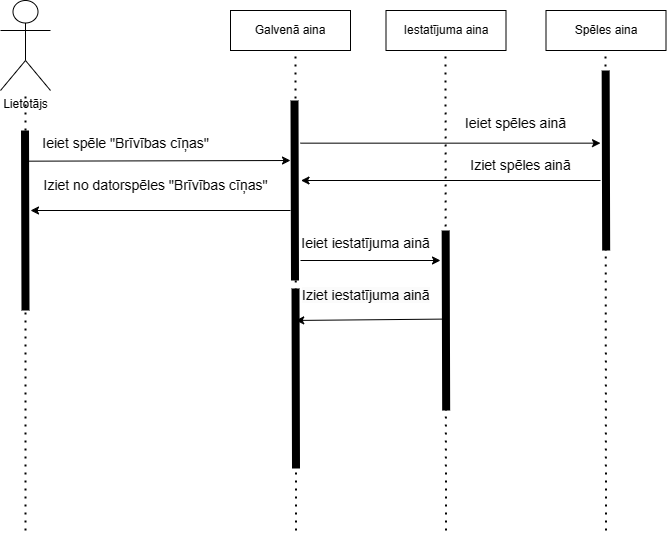 Galvenā aina
Iestatījuma aina
Spēles aina
Lietotājs
Ieiet spēle "Brīvības cīņas"
Ieiet spēles ainā
Iziet spēles ainā
Iziet no datorspēles "Brīvības cīņas"
Ieiet iestatījuma ainā
Iziet iestatījuma ainā